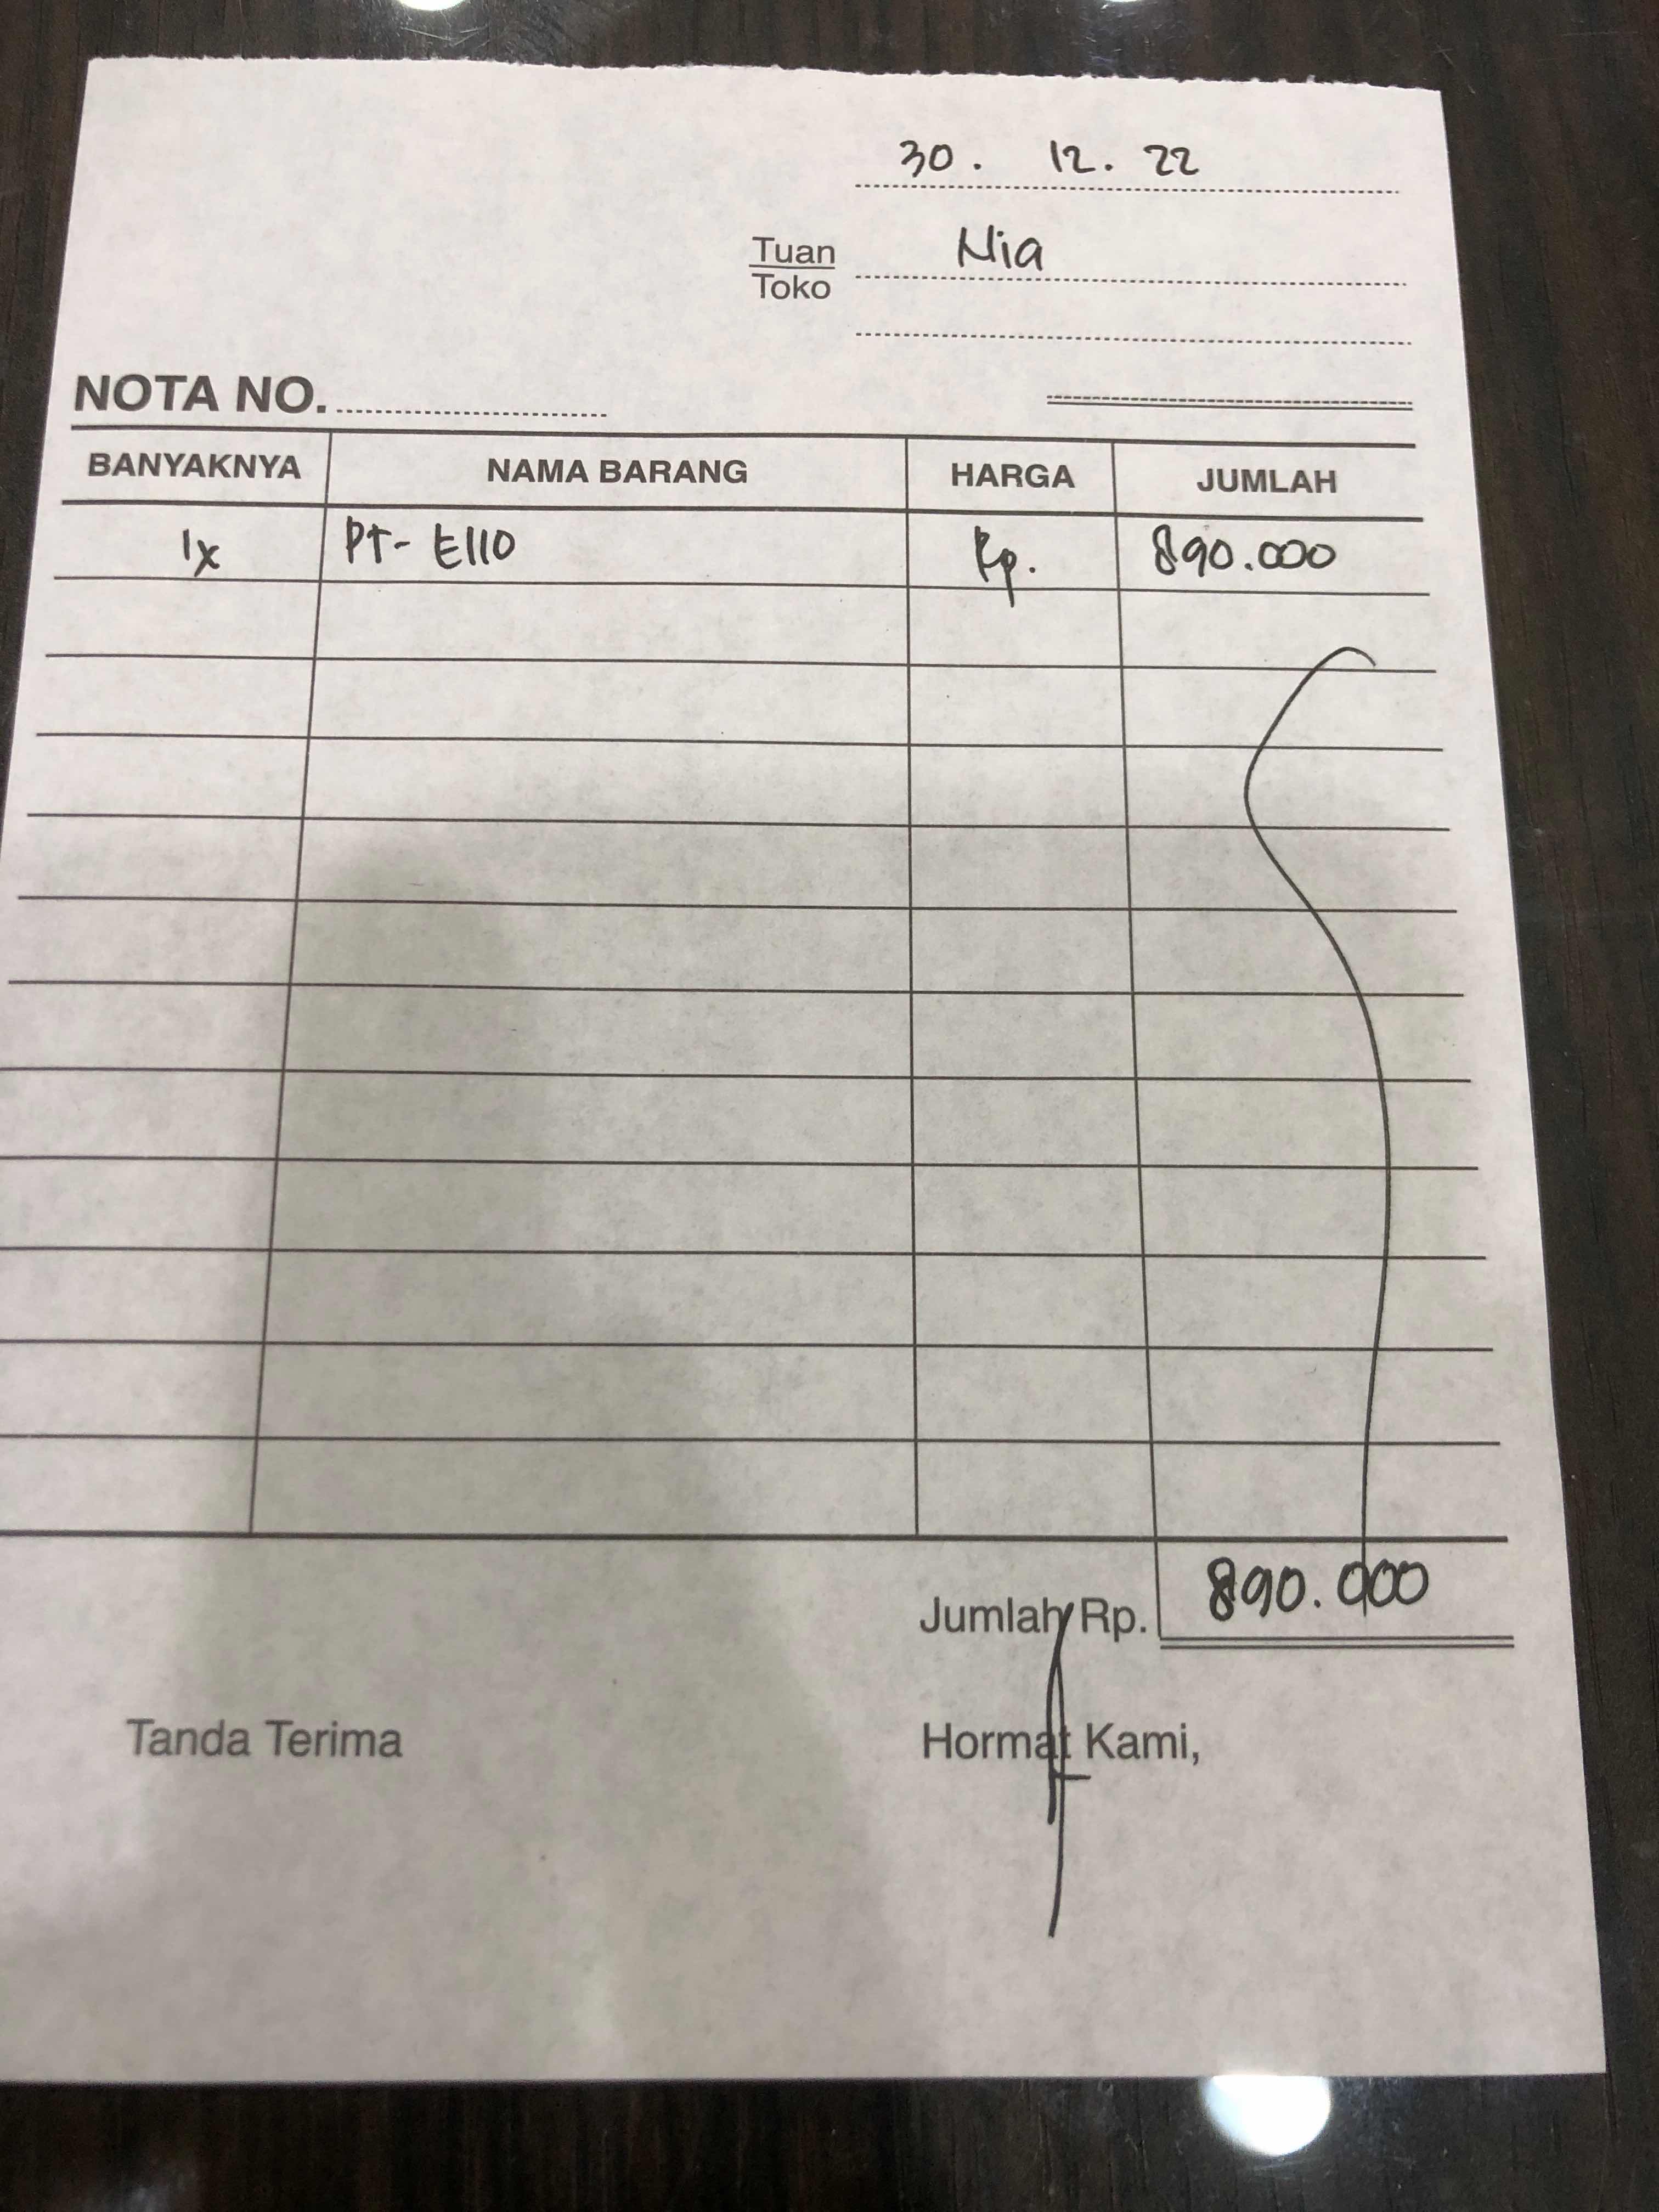 30. 12. 22
Tuan Nia
Toko
NOTA NO.
BANYAKNYA NAMA BARANG HARGA JUMLAH
1x PT- E110 Rp. 890.000
Jumlah Rp. 890.000
Tanda Terima Hormat Kami,